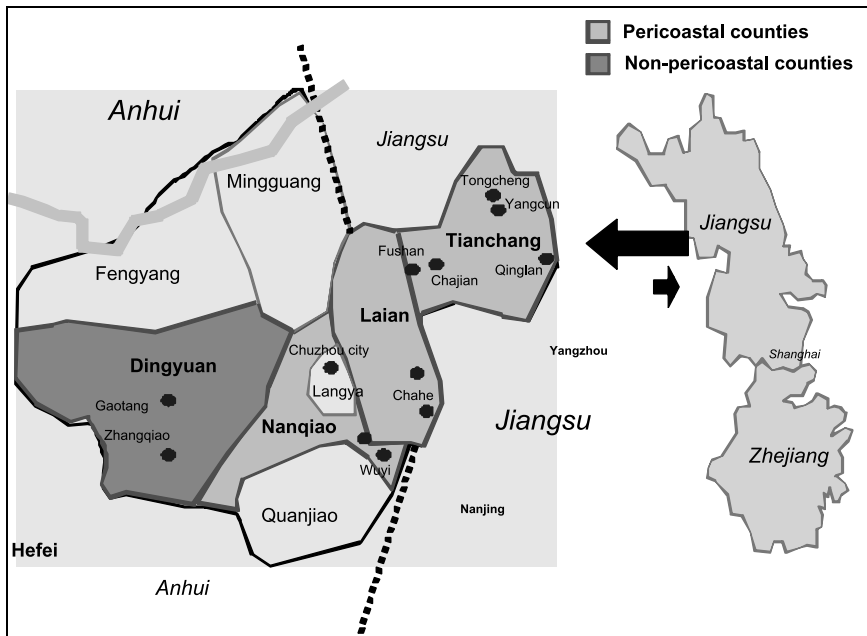 Pericoastal counties
Non-pericoastal counties
Anhui
Jiangsu
Mingguang
Tongcheng
Yangcun
Tianchang
Jiangsu
Fengyang
Fushan
Chajian
Qinglan
Laian
Dingyuan
Chuzhou city
Yangzhou
Shanghai
Langya
Gaotang
Chahe
Nanqiao
Jiangsu
Zhangqiao
Zhejiang
Wuyi
Quanjiao
Nanjing
Hefei
Anhui